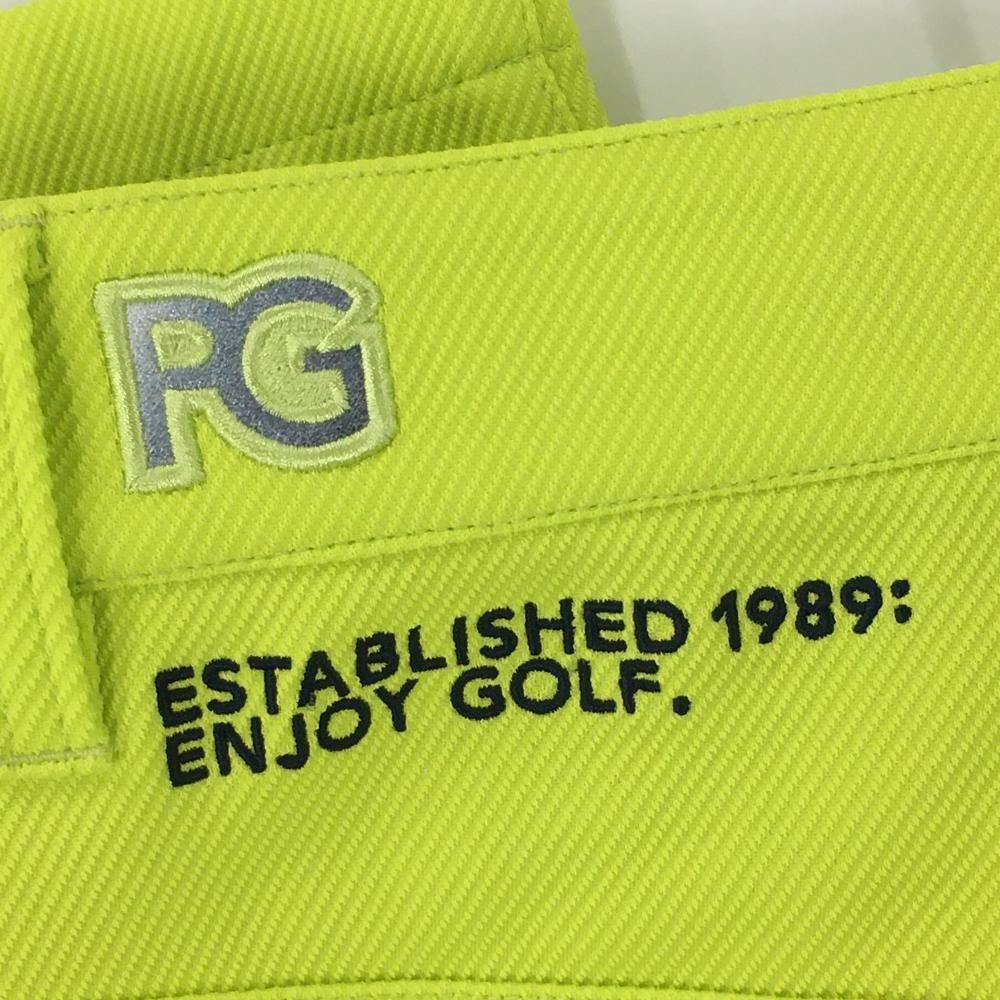 PG
ESTABLISHED 1989:
ENJOY GOLF.